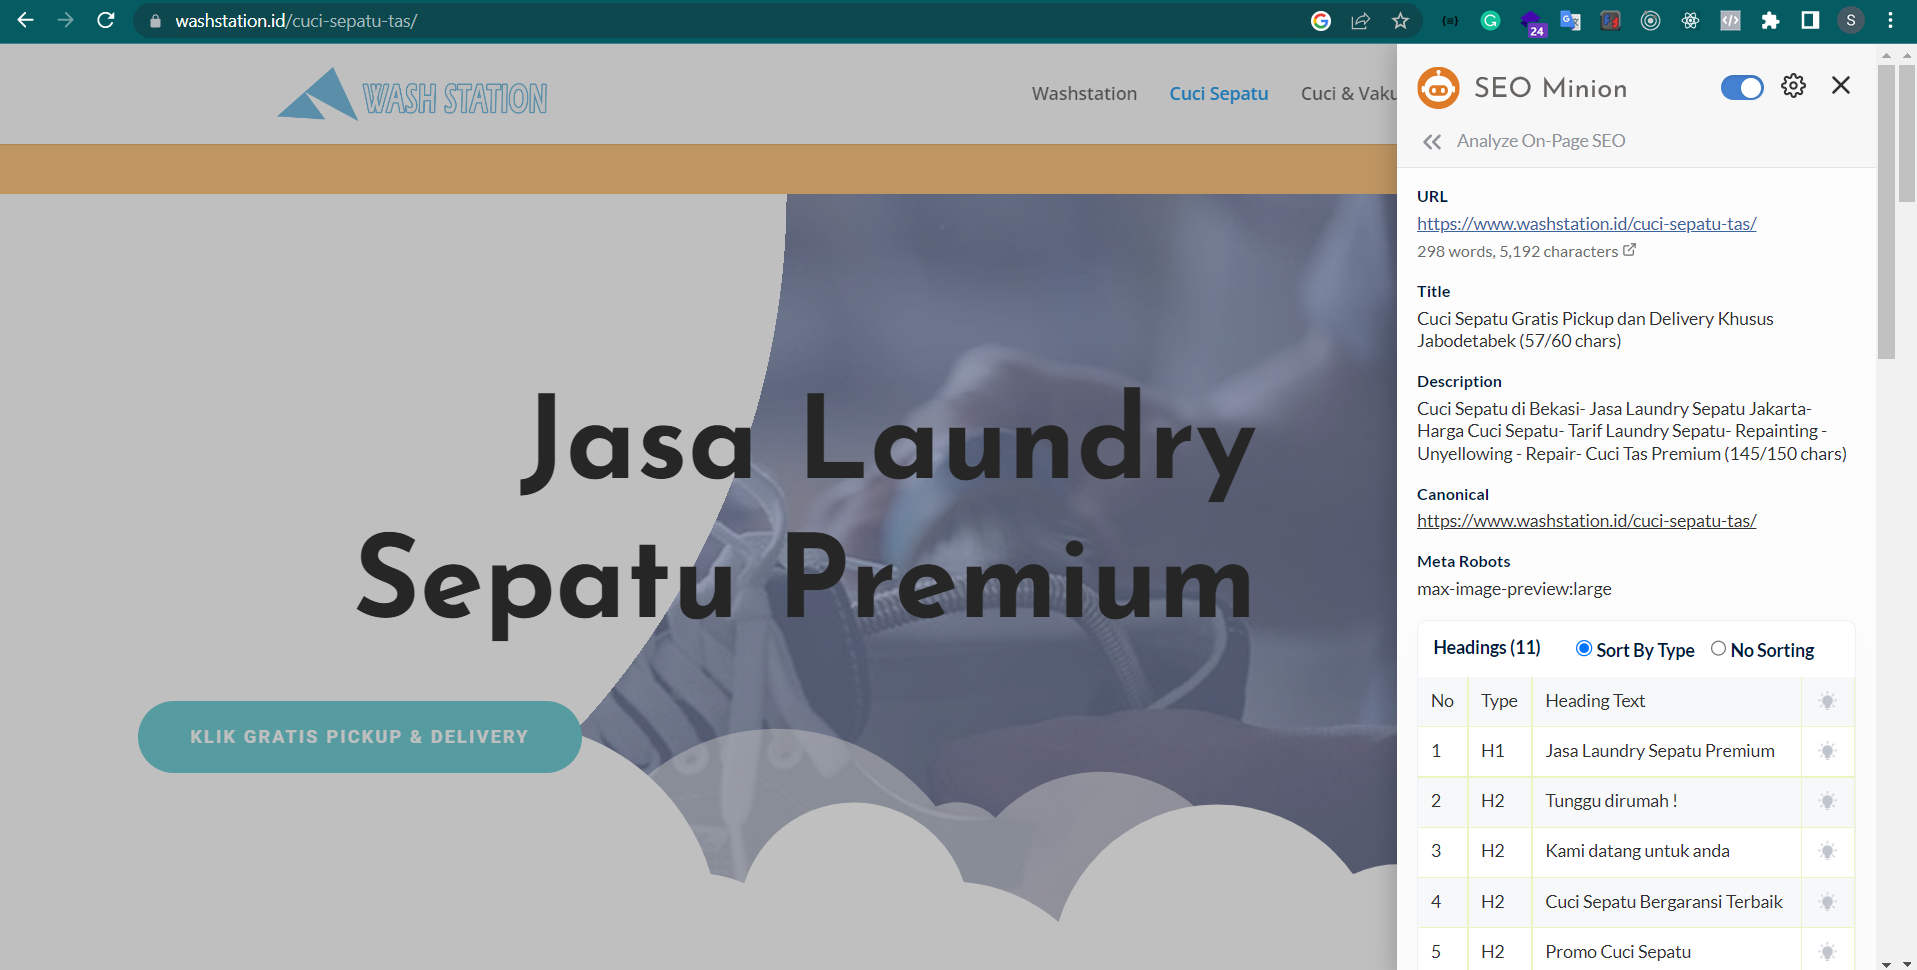 washstation.id/cuci-sepatu-tas/
24
S
WASH STATION
Washstation
Cuci Sepatu
Cuci & Vaku
Jasa Laundry
Sepatu Premium
KLIK GRATIS PICKUP & DELIVERY
SEO Minion
Analyze On-Page SEO
URL
https://www.washstation.id/cuci-sepatu-tas/
298 words, 5,192 characters
Title
Cuci Sepatu Gratis Pickup dan Delivery Khusus
Jabodetabek (57/60 chars)
Description
Cuci Sepatu di Bekasi- Jasa Laundry Sepatu Jakarta-
Harga Cuci Sepatu- Tarif Laundry Sepatu- Repainting -
Unyellowing - Repair- Cuci Tas Premium (145/150 chars)
Canonical
https://www.washstation.id/cuci-sepatu-tas/
Meta Robots
max-image-preview:large
Headings (11) Sort By Type No Sorting
No Type Heading Text
1 H1 Jasa Laundry Sepatu Premium
2 H2 Tunggu dirumah !
3 H2 Kami datang untuk anda
4 H2 Cuci Sepatu Bergaransi Terbaik
5 H2 Promo Cuci Sepatu